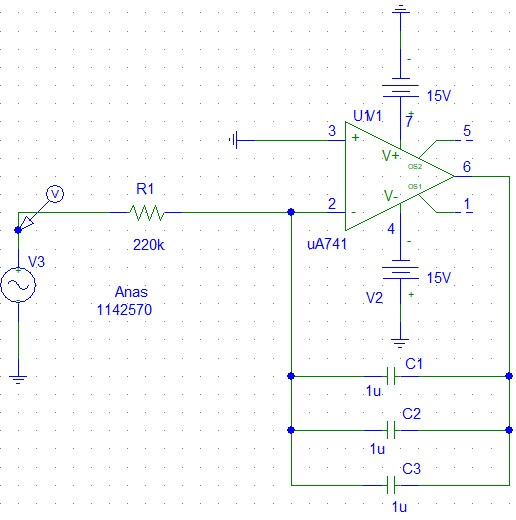 -
15V
+
U1 V1
7
3
+
5
V+
OS2
6
V
R1
OS1
2
-
V-
1
220k
uA741
4
V3
+
-
Anas
15V
1142570
V2
+
C1
1u
C2
1u
C3
1u